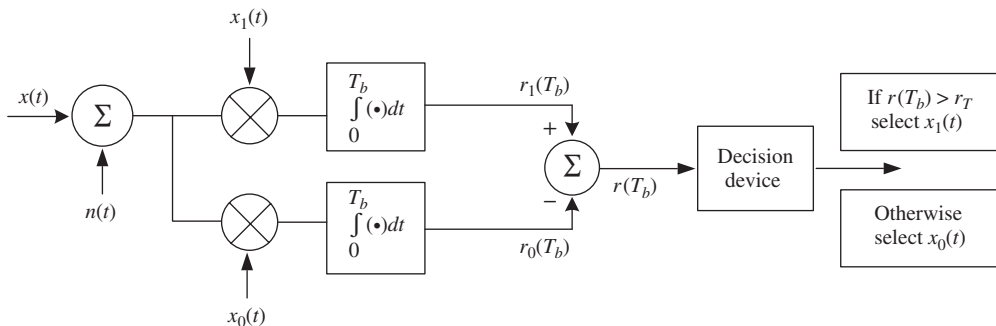 x₁(t)
x(t)
Σ
n(t)
T_b
∫ (•)dt
0
r₁(T_b)
+
Σ
−
r(T_b)
Decision
device
If r(T_b) > r_T
select x₁(t)
T_b
∫ (•)dt
0
r₀(T_b)
Otherwise
select x₀(t)
x₀(t)